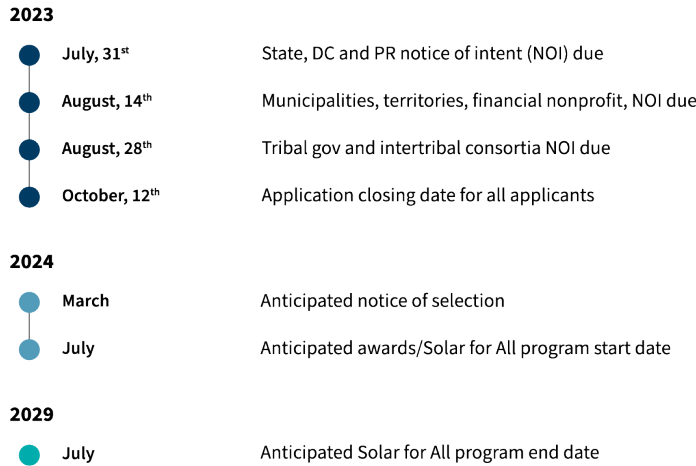 2023
July, 31st State, DC and PR notice of intent (NOI) due
August, 14th Municipalities, territories, financial nonprofit, NOI due
August, 28th Tribal gov and intertribal consortia NOI due
October, 12th Application closing date for all applicants
2024
March Anticipated notice of selection
July Anticipated awards/Solar for All program start date
2029
July Anticipated Solar for All program end date